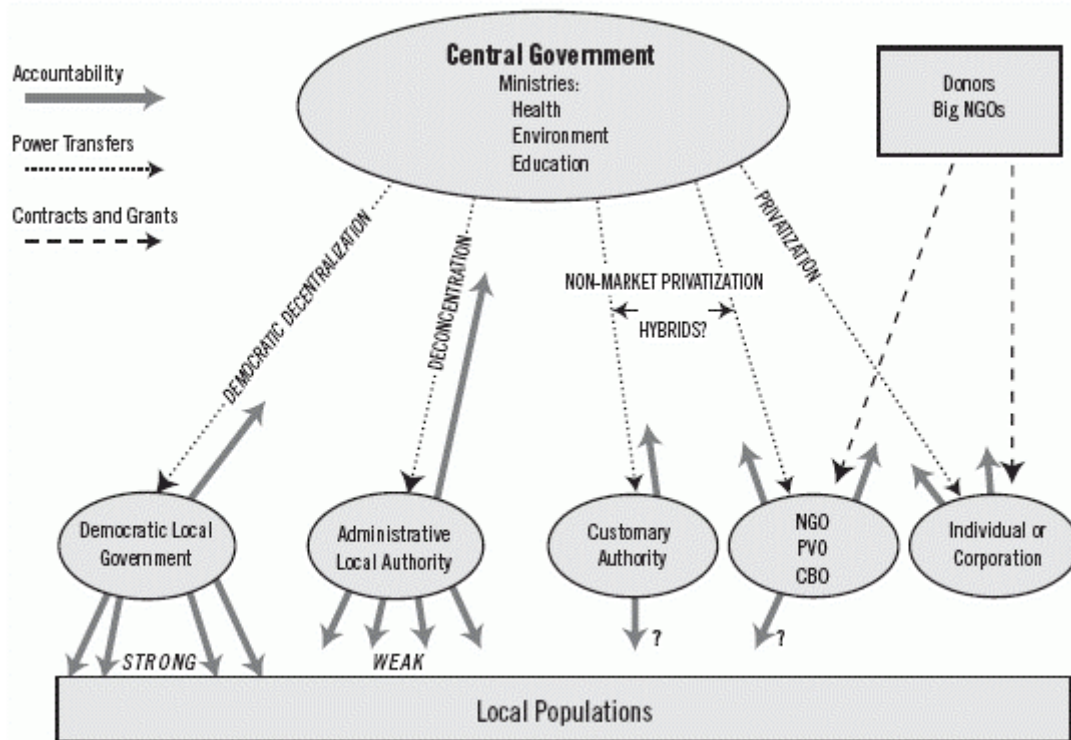 Central Government
Ministries:
Health
Environment
Education
Donors
Big NGOs
Accountability
Power Transfers
Contracts and Grants
DEMOCRATIC DECENTRALIZATION
DECONCENTRATION
NON-MARKET PRIVATIZATION
HYBRIDS?
PRIVATIZATION
Democratic Local
Government
Administrative
Local Authority
Customary
Authority
NGO
PVO
CBO
Individual or
Corporation
STRONG
WEAK
?
?
Local Populations